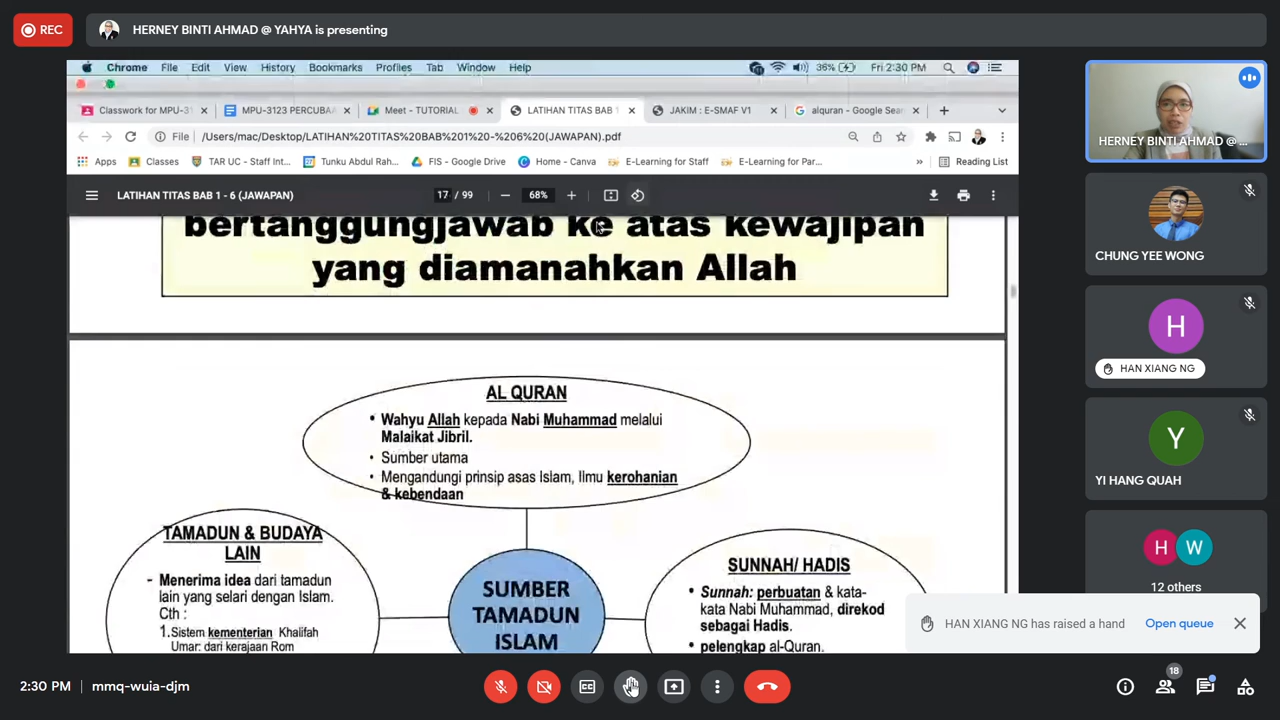 REC
HERNEY BINTI AHMAD @ YAHYA is presenting
Chrome File Edit View History Bookmarks Profiles Tab Window Help
36% Fri 2:30 PM
Classwork for MPU-31
MPU-3123 PERCUBAA
Meet - TUTORIAL
LATIHAN TITAS BAB 1
JAKIM : E-SMAF V1
alquran - Google Sear
File /Users/mac/Desktop/LATIHAN%20TITAS%20BAB%201%20-%206%20(JAWAPAN).pdf
Apps
Classes
TAR UC - Staff Int...
Tunku Abdul Rah...
FIS - Google Drive
Home - Canva
E-Learning for Staff
E-Learning for Par...
»
Reading List
LATIHAN TITAS BAB 1 - 6 (JAWAPAN)
17 / 99
68%
bertanggungjawab ke atas kewajipan
yang diamanahkan Allah
AL QURAN
• Wahyu Allah kepada Nabi Muhammad melalui
Malaikat Jibril.
• Sumber utama
• Mengandungi prinsip asas Islam, Ilmu kerohanian
& kebendaan
TAMADUN & BUDAYA
LAIN
- Menerima idea dari tamadun
lain yang selari dengan Islam.
Cth :
1.Sistem kementerian Khalifah
Umar: dari kerajaan Rom
SUMBER
TAMADUN
ISLAM
SUNNAH/ HADIS
• Sunnah: perbuatan & kata-
kata Nabi Muhammad, direkod
sebagai Hadis.
• pelengkap al-Quran.
HERNEY BINTI AHMAD @ ...
CHUNG YEE WONG
H
HAN XIANG NG
Y
YI HANG QUAH
H W
12 others
HAN XIANG NG has raised a hand
Open queue
2:30 PM | mmq-wuia-djm
18